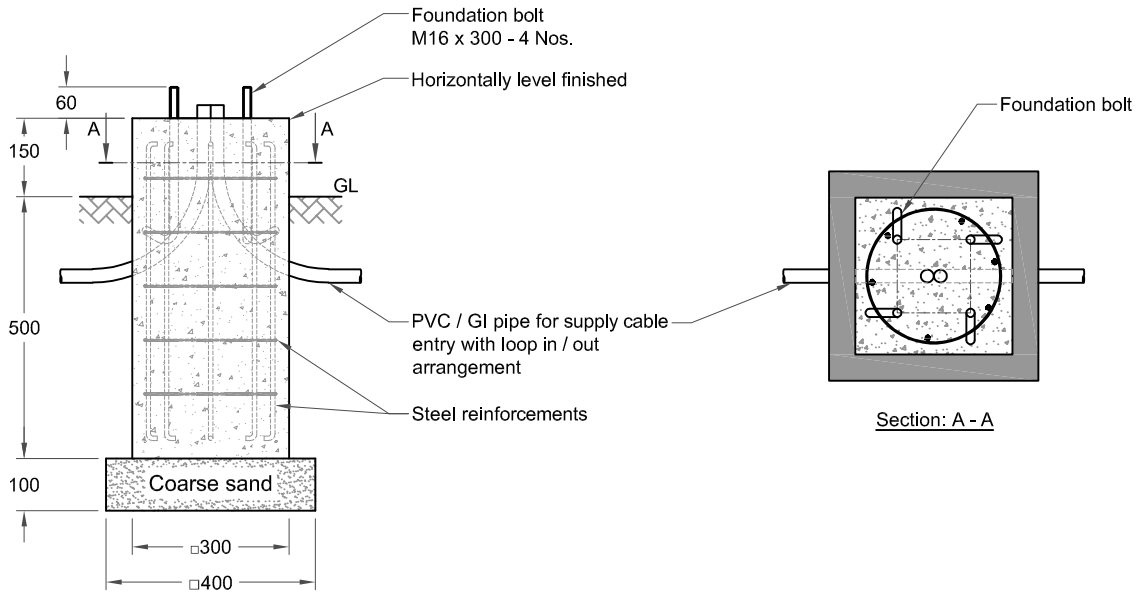 Foundation bolt
M16 x 300 - 4 Nos.
Horizontally level finished
60
A
A
150
GL
Foundation bolt
500
PVC / GI pipe for supply cable
entry with loop in / out
arrangement
Steel reinforcements
Section: A - A
100
Coarse sand
□300
□400